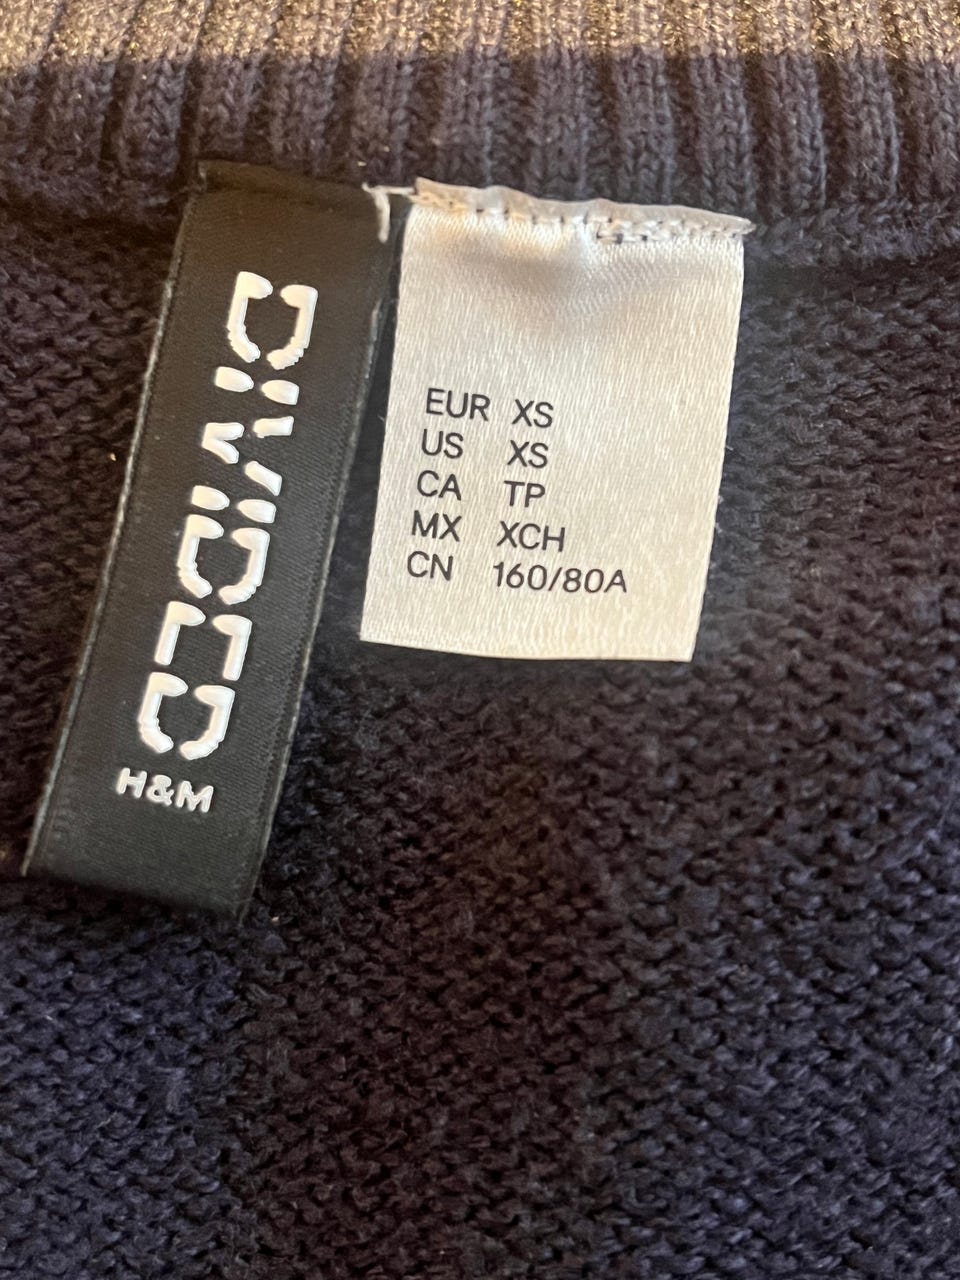 DIVIDED
H&M
EUR XS
US XS
CA TP
MX XCH
CN 160/80A